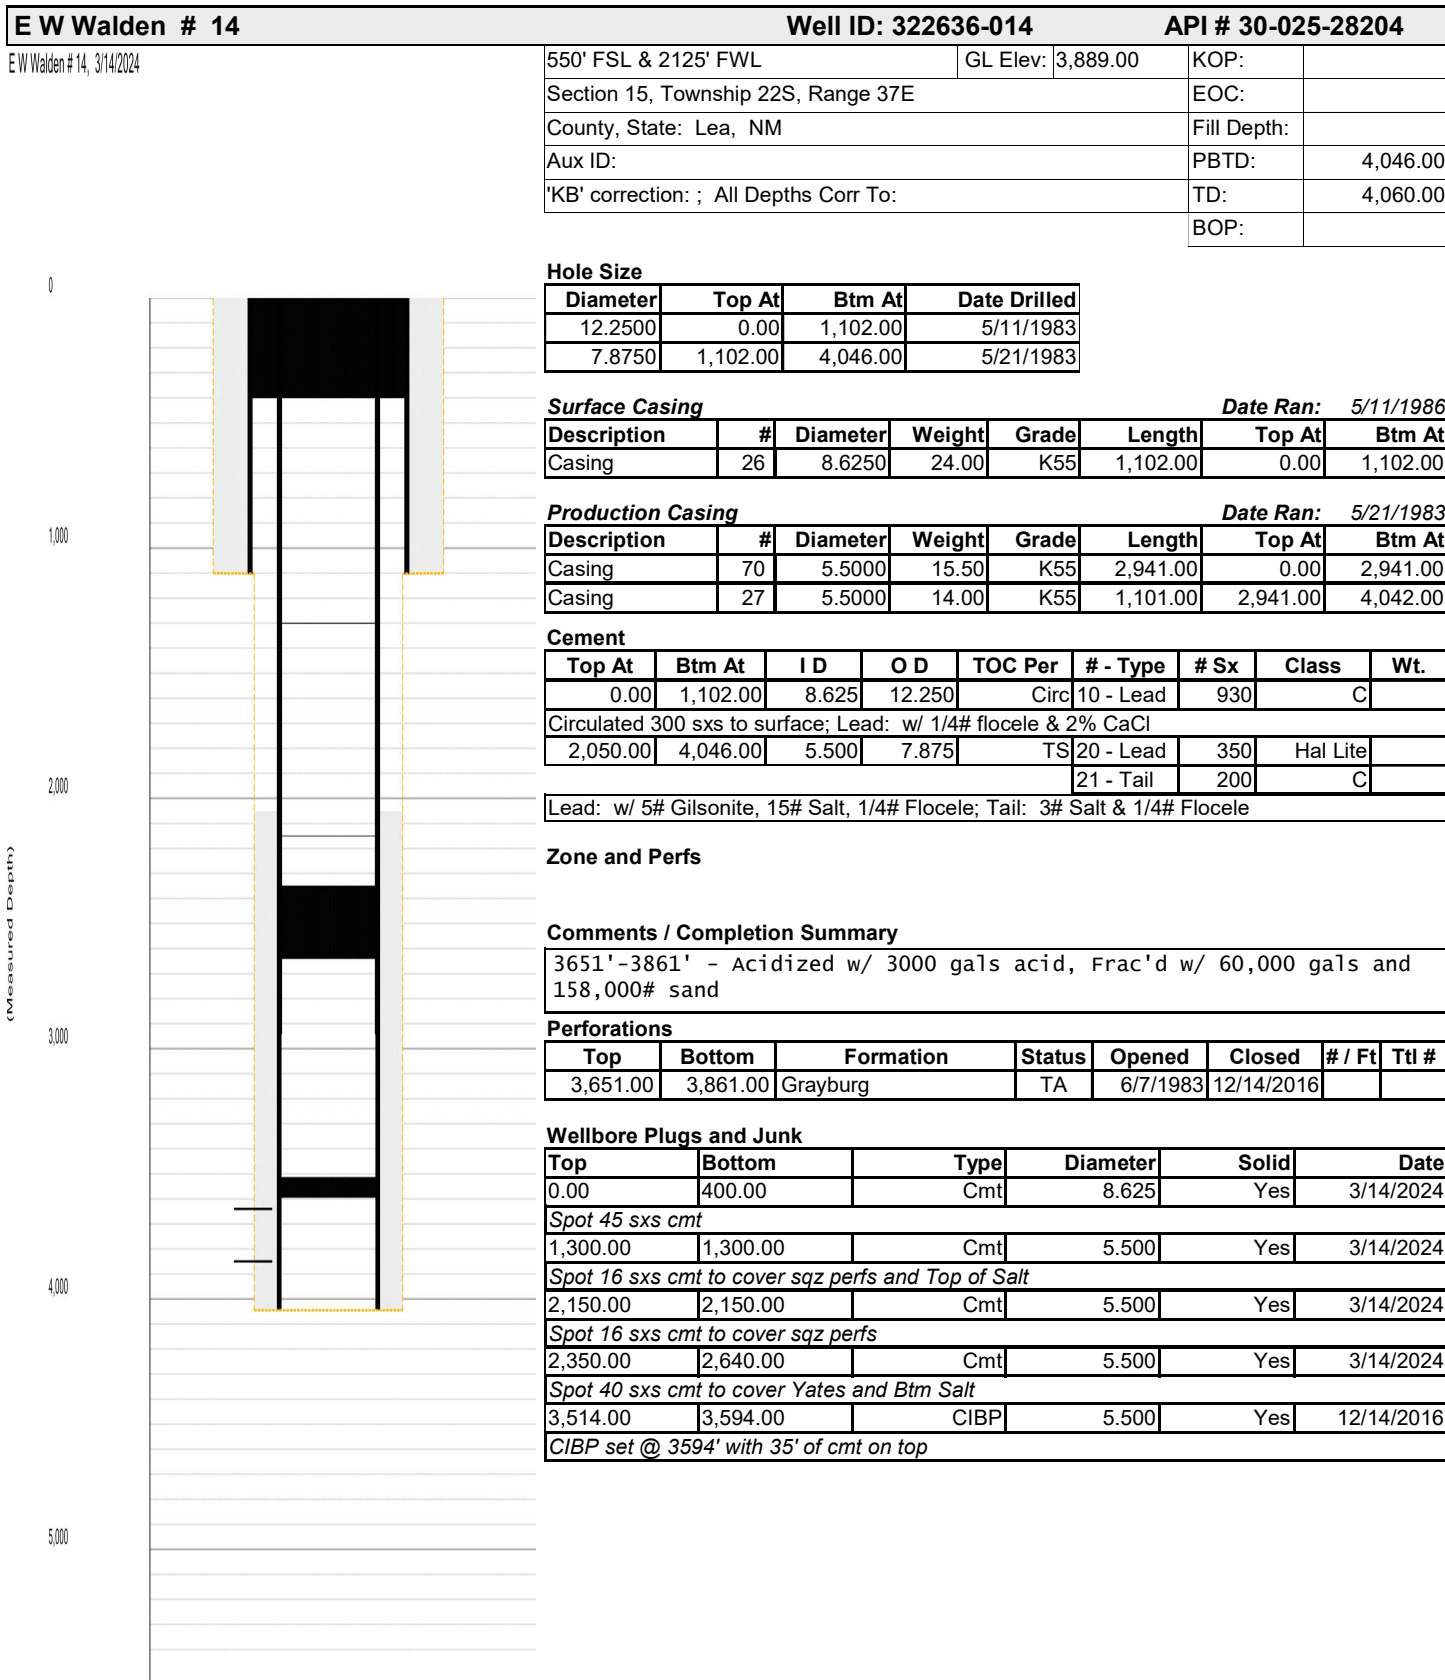 E W Walden # 14 Well ID: 322636-014 API # 30-025-28204
E W Walden # 14, 3/14/2024
550' FSL & 2125' FWL GL Elev: 3,889.00 KOP:
Section 15, Township 22S, Range 37E EOC:
County, State: Lea, NM Fill Depth:
Aux ID: PBTD: 4,046.00
'KB' correction: ; All Depths Corr To: TD: 4,060.00
BOP:
Hole Size
Diameter Top At Btm At Date Drilled
12.2500 0.00 1,102.00 5/11/1983
7.8750 1,102.00 4,046.00 5/21/1983
Surface Casing Date Ran: 5/11/1986
Description # Diameter Weight Grade Length Top At Btm At
Casing 26 8.6250 24.00 K55 1,102.00 0.00 1,102.00
Production Casing Date Ran: 5/21/1983
Description # Diameter Weight Grade Length Top At Btm At
Casing 70 5.5000 15.50 K55 2,941.00 0.00 2,941.00
Casing 27 5.5000 14.00 K55 1,101.00 2,941.00 4,042.00
Cement
Top At Btm At I D O D TOC Per # - Type # Sx Class Wt.
0.00 1,102.00 8.625 12.250 Circ 10 - Lead 930 C
Circulated 300 sxs to surface; Lead: w/ 1/4# flocele & 2% CaCl
2,050.00 4,046.00 5.500 7.875 TS 20 - Lead 350 Hal Lite
21 - Tail 200 C
Lead: w/ 5# Gilsonite, 15# Salt, 1/4# Flocele; Tail: 3# Salt & 1/4# Flocele
Zone and Perfs
Comments / Completion Summary
3651'-3861' - Acidized w/ 3000 gals acid, Frac'd w/ 60,000 gals and
158,000# sand
Perforations
Top Bottom Formation Status Opened Closed # / Ft Ttl #
3,651.00 3,861.00 Grayburg TA 6/7/1983 12/14/2016
Wellbore Plugs and Junk
Top Bottom Type Diameter Solid Date
0.00 400.00 Cmt 8.625 Yes 3/14/2024
Spot 45 sxs cmt
1,300.00 1,300.00 Cmt 5.500 Yes 3/14/2024
Spot 16 sxs cmt to cover sqz perfs and Top of Salt
2,150.00 2,150.00 Cmt 5.500 Yes 3/14/2024
Spot 16 sxs cmt to cover sqz perfs
2,350.00 2,640.00 Cmt 5.500 Yes 3/14/2024
Spot 40 sxs cmt to cover Yates and Btm Salt
3,514.00 3,594.00 CIBP 5.500 Yes 12/14/2016
CIBP set @ 3594' with 35' of cmt on top
0
1,000
2,000
3,000
4,000
5,000
(Measured Depth)